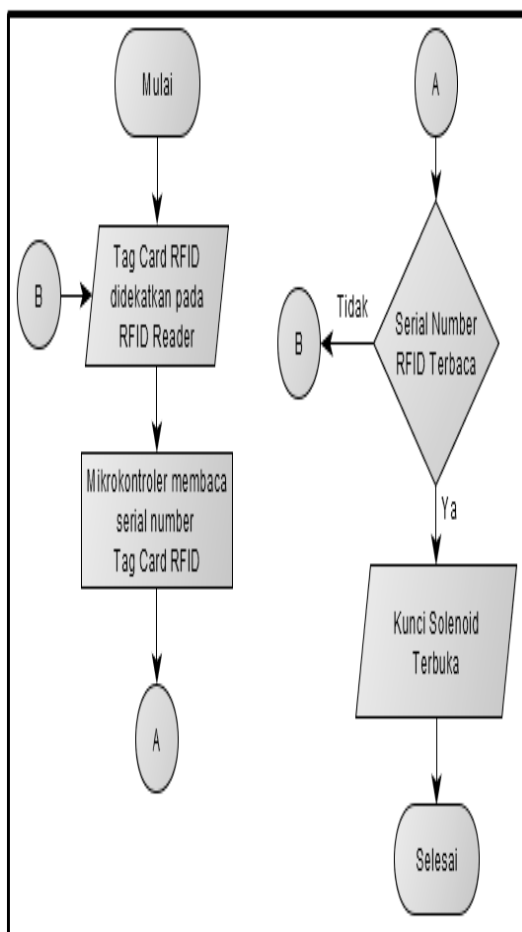 Mulai
B
Tag Card RFID
didekatkan pada
RFID Reader
Mikrokontroler membaca
serial number
Tag Card RFID
A
A
Serial Number
RFID Terbaca
Tidak
B
Ya
Kunci Solenoid
Terbuka
Selesai